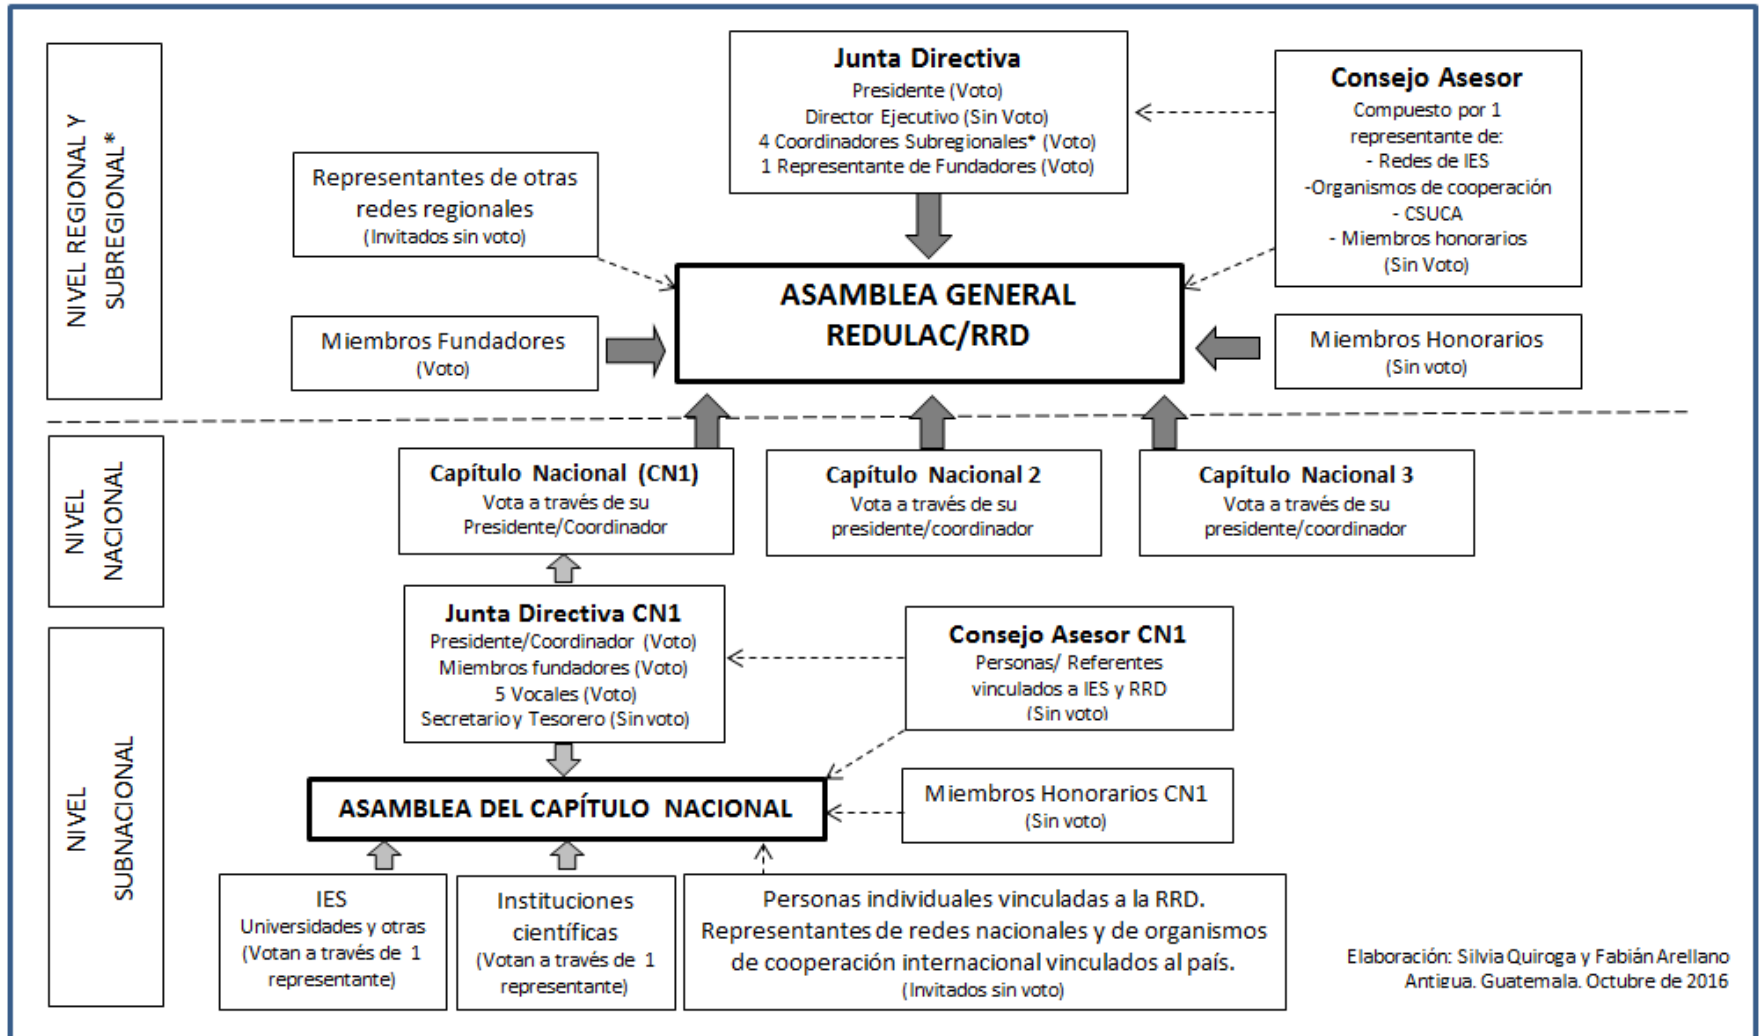 NIVEL REGIONAL Y
SUBREGIONAL*
Junta Directiva
Presidente (Voto)
Director Ejecutivo (Sin Voto)
4 Coordinadores Subregionales* (Voto)
1 Representante de Fundadores (Voto)
Consejo Asesor
Compuesto por 1
representante de:
- Redes de IES
-Organismos de cooperación
- CSUCA
- Miembros honorarios
(Sin Voto)
Representantes de otras
redes regionales
(Invitados sin voto)
ASAMBLEA GENERAL
REDULAC/RRD
Miembros Fundadores
(Voto)
Miembros Honorarios
(Sin voto)
NIVEL
NACIONAL
Capítulo Nacional (CN1)
Vota a través de su
Presidente/Coordinador
Capítulo Nacional 2
Vota a través de su
presidente/coordinador
Capítulo Nacional 3
Vota a través de su
presidente/coordinador
NIVEL
SUBNACIONAL
Junta Directiva CN1
Presidente/Coordinador (Voto)
Miembros fundadores (Voto)
5 Vocales (Voto)
Secretario y Tesorero (Sin voto)
Consejo Asesor CN1
Personas/ Referentes
vinculados a IES y RRD
(Sin voto)
ASAMBLEA DEL CAPÍTULO NACIONAL
Miembros Honorarios CN1
(Sin voto)
IES
Universidades y otras
(Votan a través de 1
representante)
Instituciones
científicas
(Votan a través de 1
representante)
Personas individuales vinculadas a la RRD.
Representantes de redes nacionales y de organismos
de cooperación internacional vinculados al país.
(Invitados sin voto)
Elaboración: Silvia Quiroga y Fabián Arellano
Antigua. Guatemala. Octubre de 2016